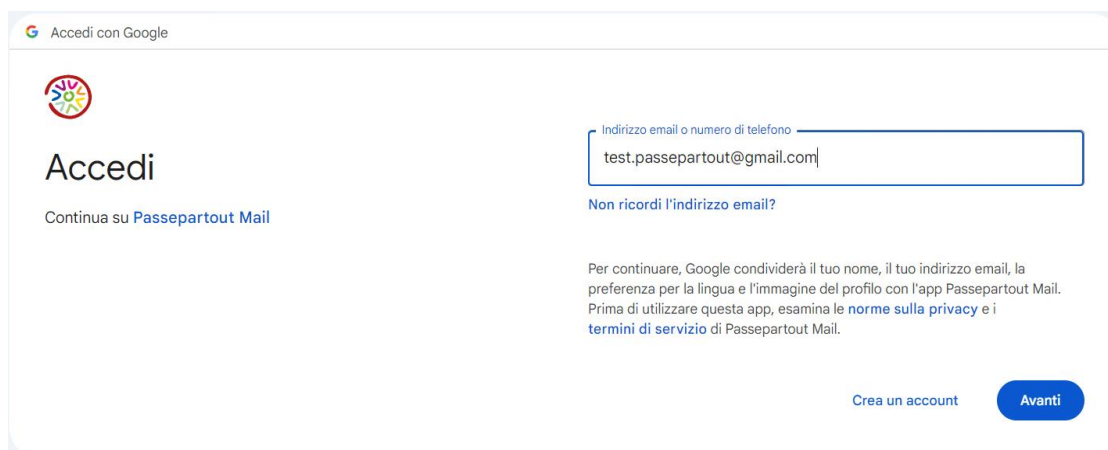 Accedi con Google
Accedi
Continua su Passepartout Mail
Indirizzo email o numero di telefono
test.passepartout@gmail.com
Non ricordi l'indirizzo email?
Per continuare, Google condividerà il tuo nome, il tuo indirizzo email, la
preferenza per la lingua e l'immagine del profilo con l'app Passepartout Mail.
Prima di utilizzare questa app, esamina le norme sulla privacy e i
termini di servizio di Passepartout Mail.
Crea un account
Avanti